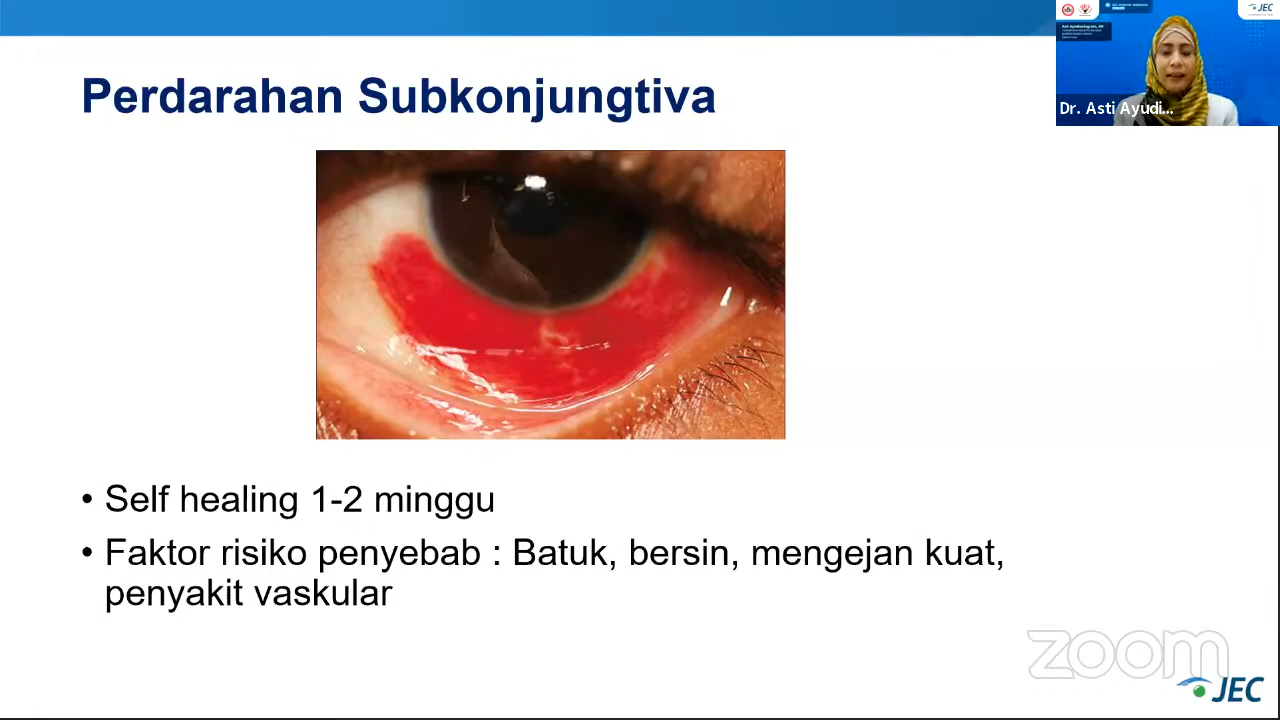 Perdarahan Subkonjungtiva
JEC
Dr. Asti Ayudi...
• Self healing 1-2 minggu
• Faktor risiko penyebab : Batuk, bersin, mengejan kuat,
penyakit vaskular
zoom
JEC